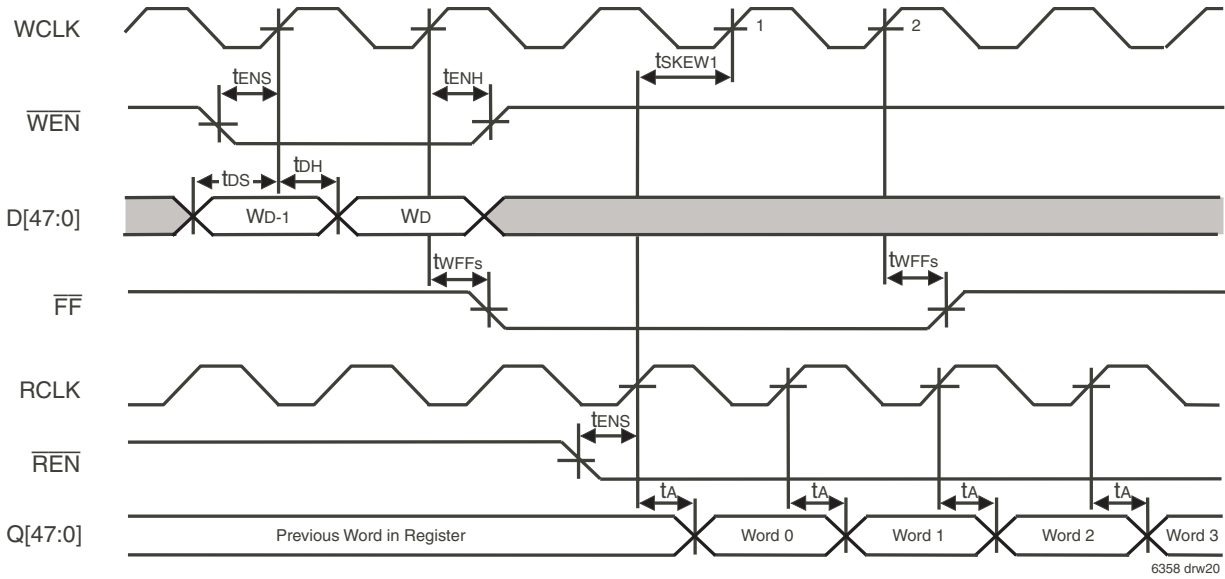 WCLK
1
2
tSKEW1
tENS
tENH
WEN
tDS
tDH
D[47:0]
WD-1
WD
tWFFs
tWFFs
FF
RCLK
tENS
REN
tA
tA
tA
tA
Q[47:0]
Previous Word in Register
Word 0
Word 1
Word 2
Word 3
6358 drw20